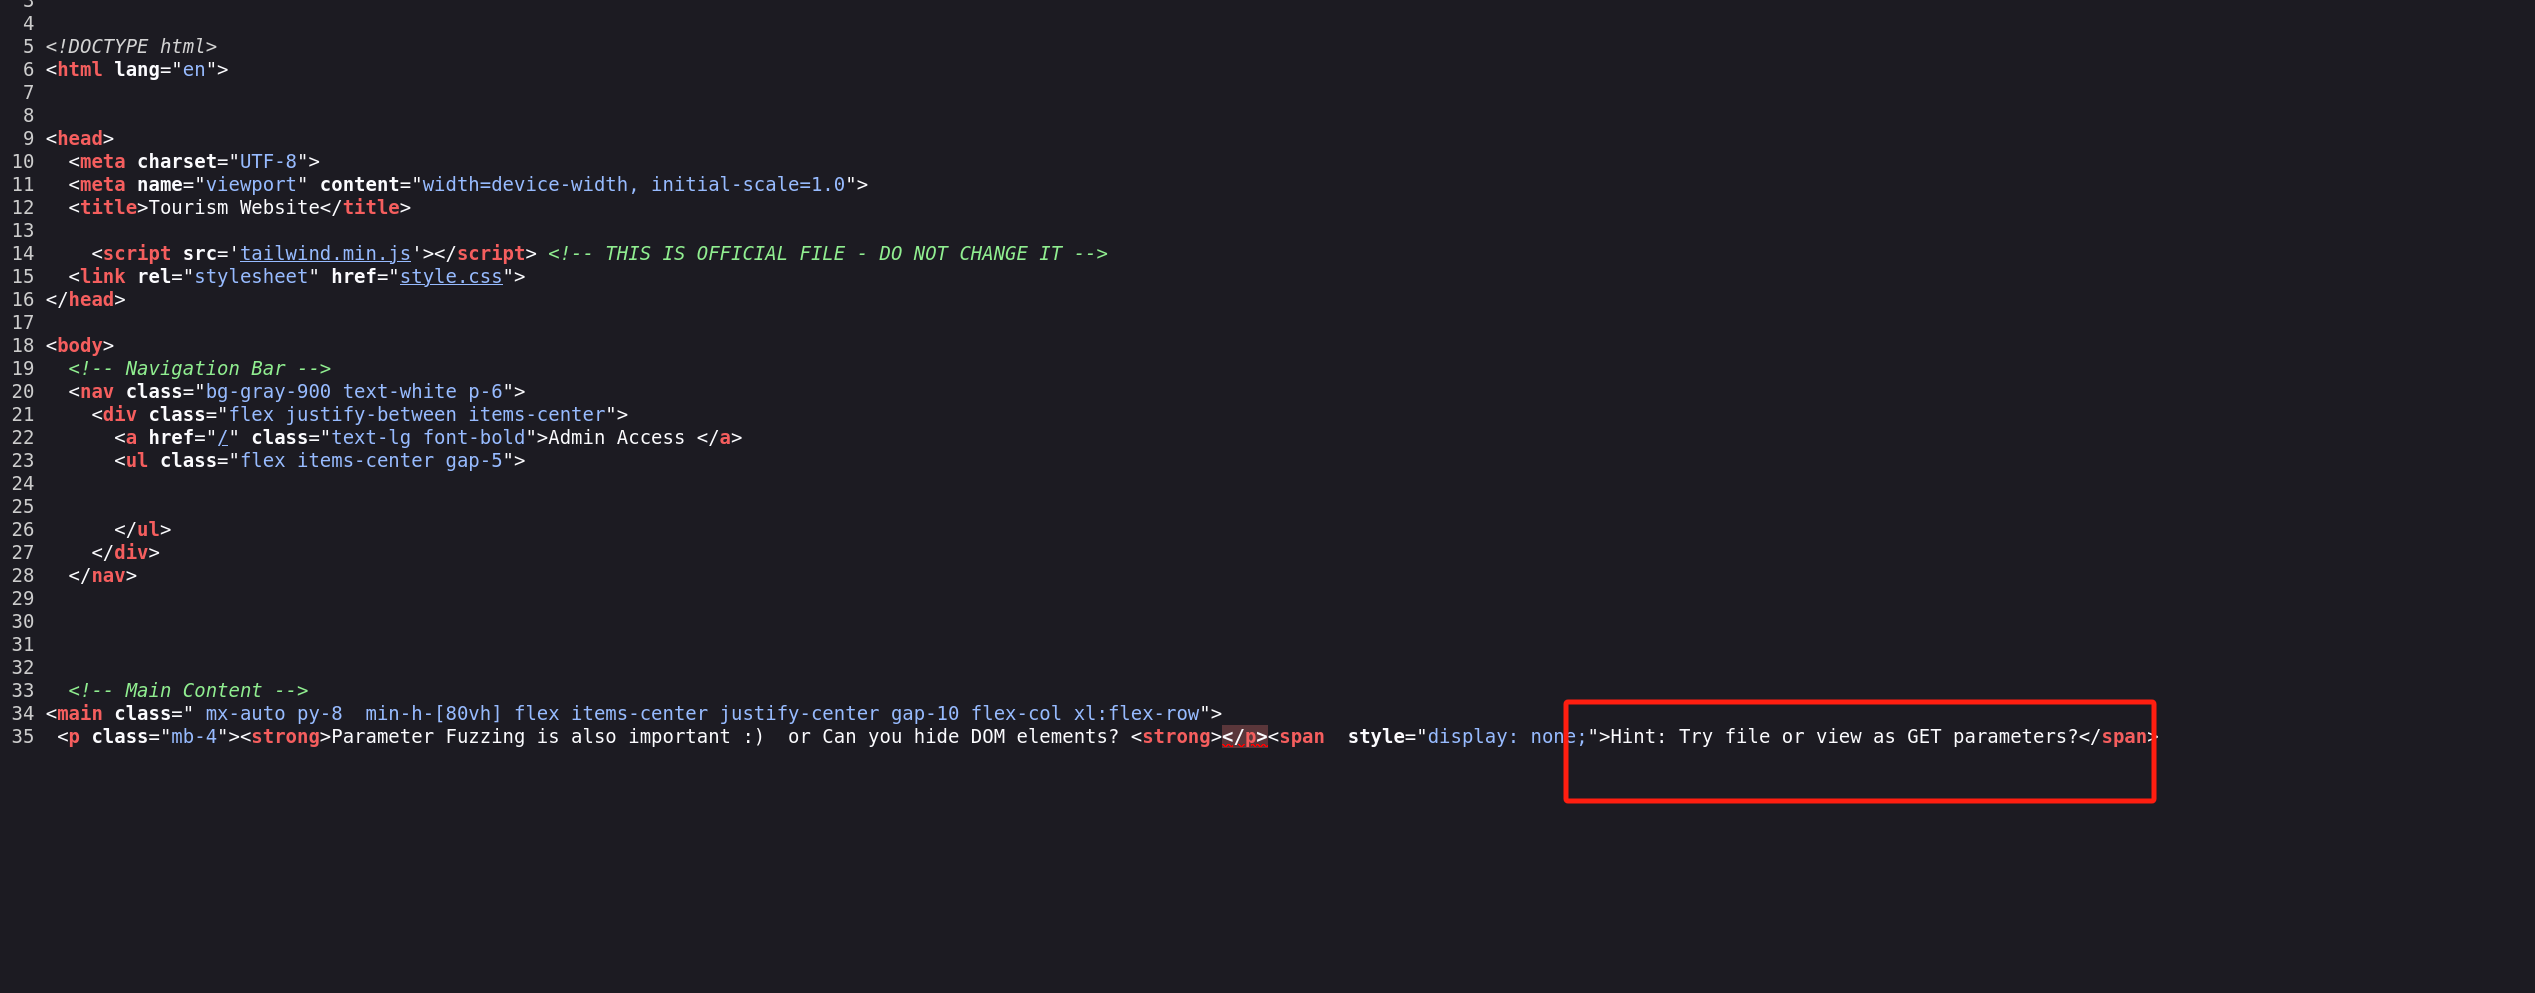 3
4
5 <!DOCTYPE html>
6 <html lang="en">
7
8
9 <head>
10   <meta charset="UTF-8">
11   <meta name="viewport" content="width=device-width, initial-scale=1.0">
12   <title>Tourism Website</title>
13
14     <script src='tailwind.min.js'></script> <!-- THIS IS OFFICIAL FILE - DO NOT CHANGE IT -->
15   <link rel="stylesheet" href="style.css">
16 </head>
17
18 <body>
19   <!-- Navigation Bar -->
20   <nav class="bg-gray-900 text-white p-6">
21     <div class="flex justify-between items-center">
22       <a href="/" class="text-lg font-bold">Admin Access </a>
23       <ul class="flex items-center gap-5">
24
25
26       </ul>
27     </div>
28   </nav>
29
30
31
32
33   <!-- Main Content -->
34 <main class=" mx-auto py-8  min-h-[80vh] flex items-center justify-center gap-10 flex-col xl:flex-row">
35  <p class="mb-4"><strong>Parameter Fuzzing is also important :)  or Can you hide DOM elements? <strong></p><span  style="display: none;">Hint: Try file or view as GET parameters?</span>